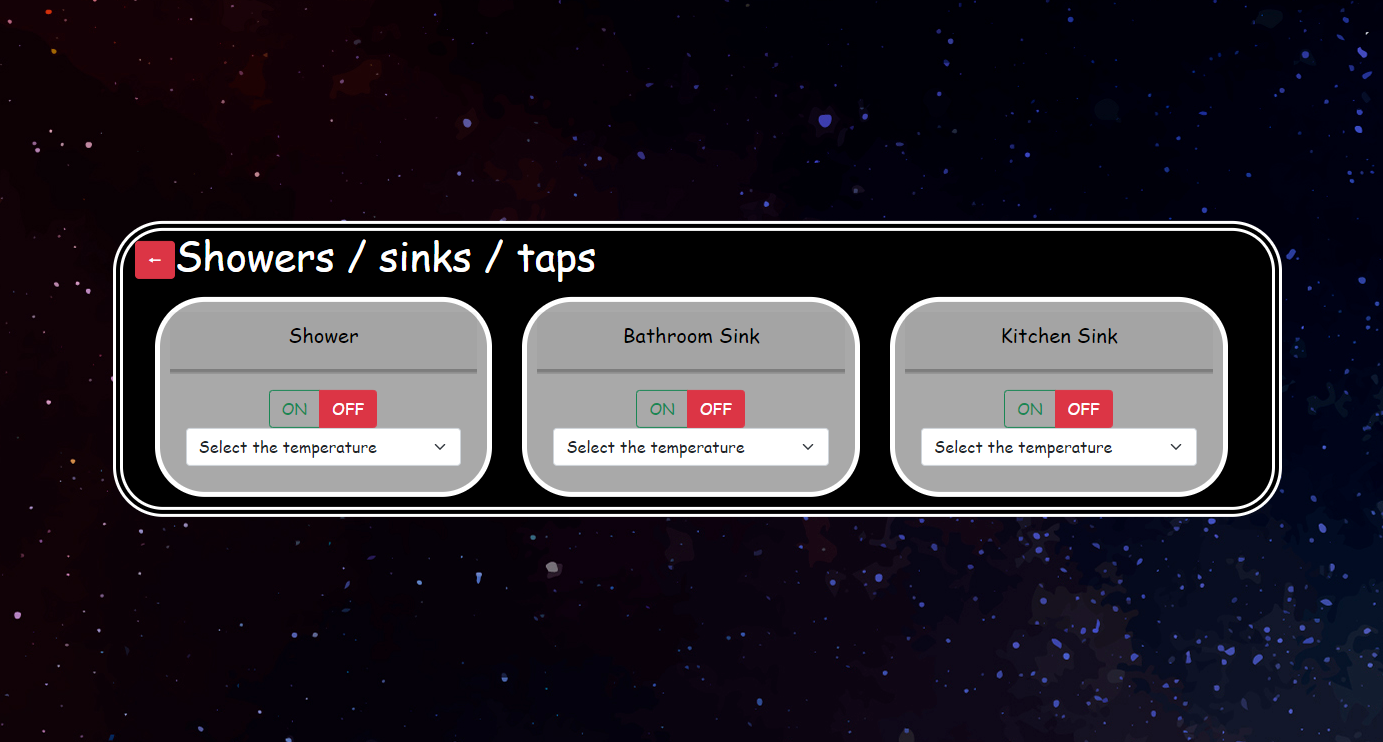 ← Showers / sinks / taps
Shower
Bathroom Sink
Kitchen Sink
ON OFF
ON OFF
ON OFF
Select the temperature
Select the temperature
Select the temperature